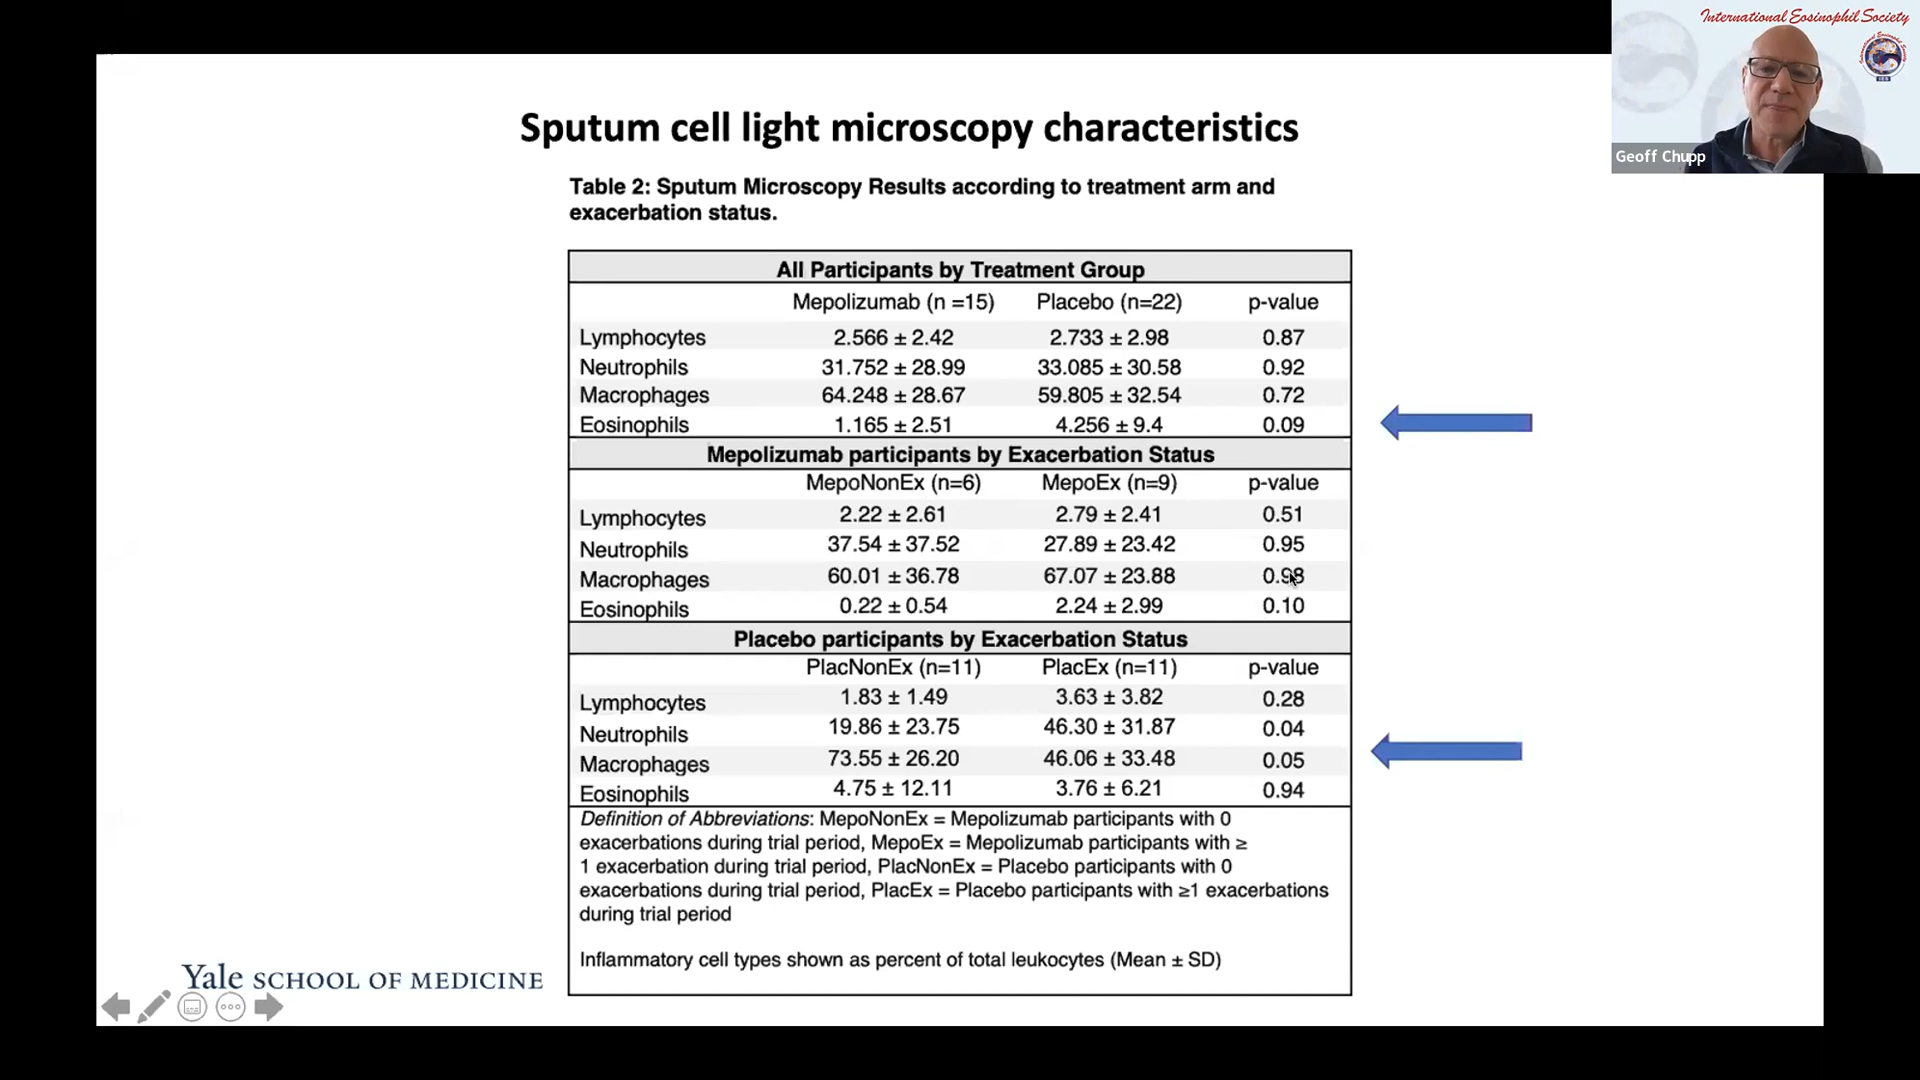 International Eosinophil Society
Geoff Chupp
Sputum cell light microscopy characteristics
Table 2: Sputum Microscopy Results according to treatment arm and
exacerbation status.
All Participants by Treatment Group
Mepolizumab (n =15) Placebo (n=22) p-value
Lymphocytes 2.566 ± 2.42 2.733 ± 2.98 0.87
Neutrophils 31.752 ± 28.99 33.085 ± 30.58 0.92
Macrophages 64.248 ± 28.67 59.805 ± 32.54 0.72
Eosinophils 1.165 ± 2.51 4.256 ± 9.4 0.09
Mepolizumab participants by Exacerbation Status
MepoNonEx (n=6) MepoEx (n=9) p-value
Lymphocytes 2.22 ± 2.61 2.79 ± 2.41 0.51
Neutrophils 37.54 ± 37.52 27.89 ± 23.42 0.95
Macrophages 60.01 ± 36.78 67.07 ± 23.88 0.98
Eosinophils 0.22 ± 0.54 2.24 ± 2.99 0.10
Placebo participants by Exacerbation Status
PlacNonEx (n=11) PlacEx (n=11) p-value
Lymphocytes 1.83 ± 1.49 3.63 ± 3.82 0.28
Neutrophils 19.86 ± 23.75 46.30 ± 31.87 0.04
Macrophages 73.55 ± 26.20 46.06 ± 33.48 0.05
Eosinophils 4.75 ± 12.11 3.76 ± 6.21 0.94
Definition of Abbreviations: MepoNonEx = Mepolizumab participants with 0
exacerbations during trial period, MepoEx = Mepolizumab participants with ≥
1 exacerbation during trial period, PlacNonEx = Placebo participants with 0
exacerbations during trial period, PlacEx = Placebo participants with ≥1 exacerbations
during trial period
Inflammatory cell types shown as percent of total leukocytes (Mean ± SD)
Yale SCHOOL OF MEDICINE